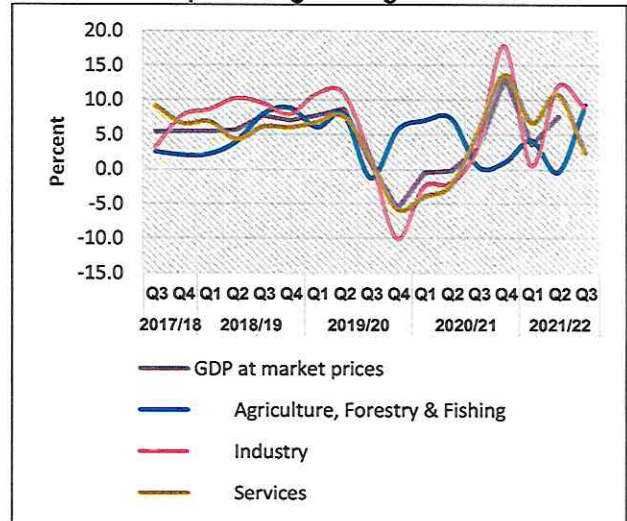 20.0
15.0
10.0
5.0
0.0
-5.0
-10.0
-15.0
Percent
Q3 Q4 Q1 Q2 Q3 Q4 Q1 Q2 Q3 Q4 Q1 Q2 Q3 Q4 Q1 Q2 Q3
2017/18 2018/19 2019/20 2020/21 2021/22
GDP at market prices
Agriculture, Forestry & Fishing
Industry
Services